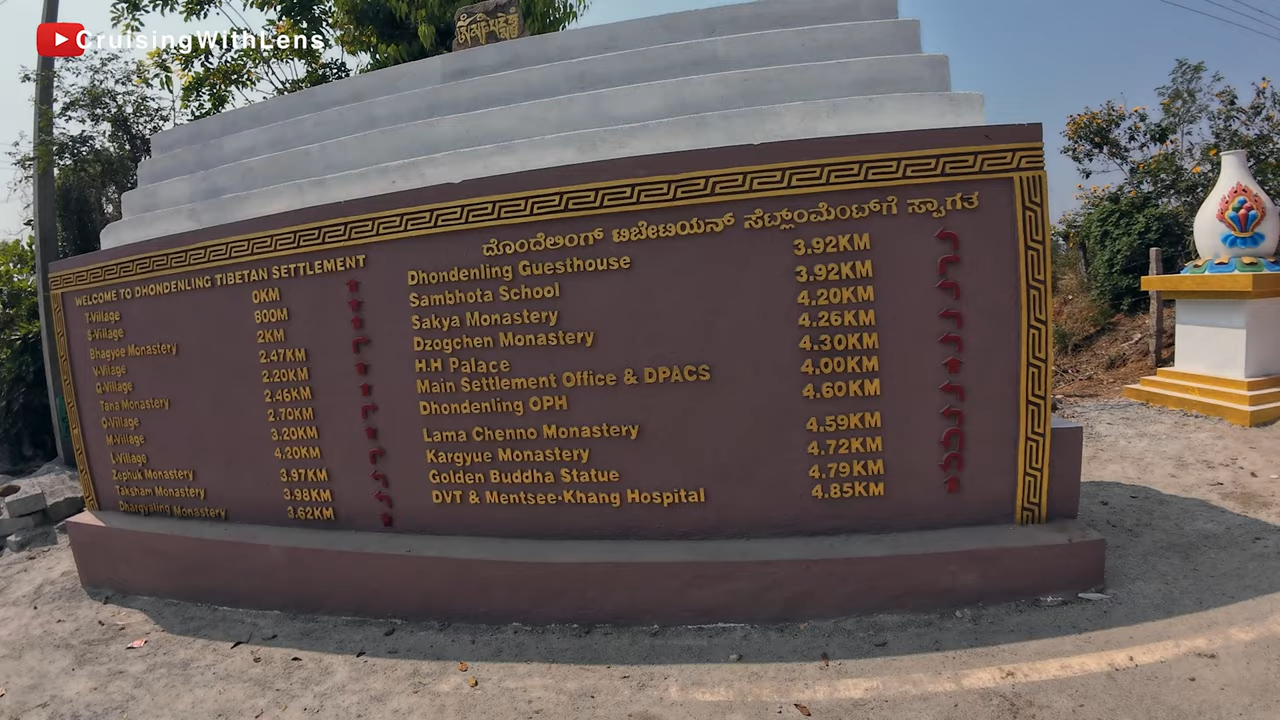 CruisingWithLens
ಧೊಂದೆಲಿಂಗ್ ಟಿಬೇಟಿಯನ್ ಸೆಟ್ಲ್‌ಮೆಂಟ್‌ಗೆ ಸ್ವಾಗತ
WELCOME TO DHONDENLING TIBETAN SETTLEMENT
T-Village 0KM
S-Village 800M
Bhagyoe Monastery 2KM
V-Village 2.47KM
Q-Village 2.20KM
Tana Monastery 2.46KM
O-Village 2.70KM
M-Village 3.20KM
L-Village 4.20KM
Zephuk Monastery 3.97KM
Taksham Monastery 3.98KM
Dhargyaling Monastery 3.62KM
Dhondenling Guesthouse 3.92KM
Sambhota School 3.92KM
Sakya Monastery 4.20KM
Dzogchen Monastery 4.26KM
H.H Palace 4.30KM
Main Settlement Office & DPACS 4.00KM
Dhondenling OPH 4.60KM
Lama Chenno Monastery 4.59KM
Kargyue Monastery 4.72KM
Golden Buddha Statue 4.79KM
DVT & Mentsee-Khang Hospital 4.85KM